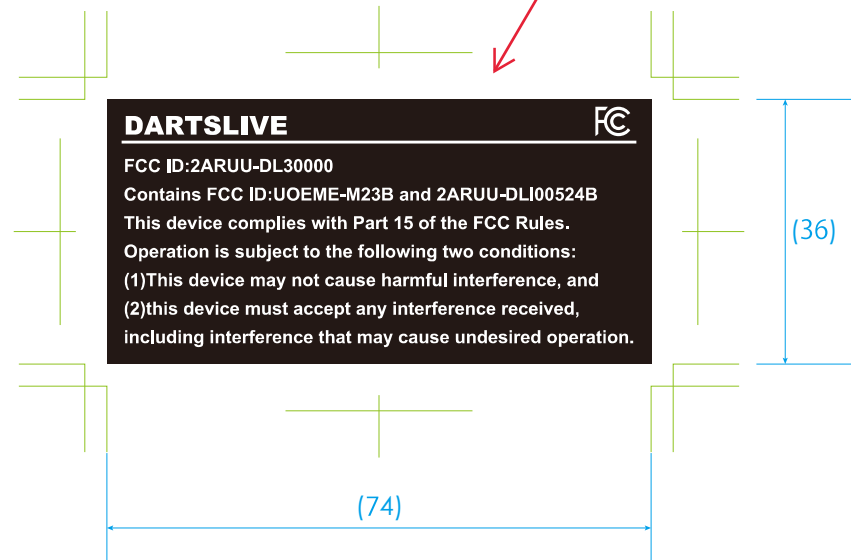 DARTSLIVE FC
FCC ID:2ARUU-DL30000
Contains FCC ID:UOEME-M23B and 2ARUU-DLI00524B
This device complies with Part 15 of the FCC Rules.
Operation is subject to the following two conditions:
(1)This device may not cause harmful interference, and
(2)this device must accept any interference received,
including interference that may cause undesired operation.
(36)
(74)